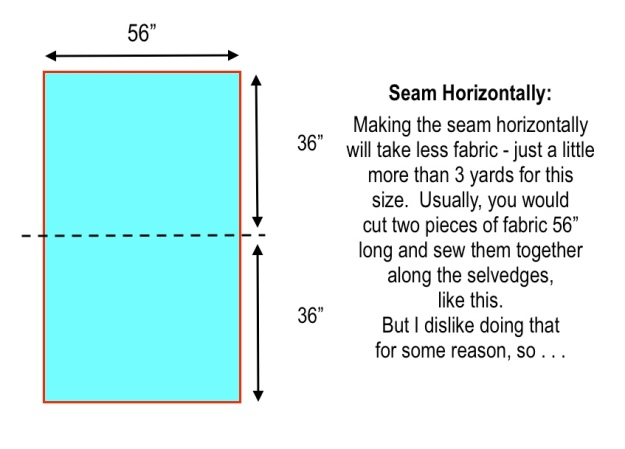 56”
36”
36”
Seam Horizontally:
Making the seam horizontally
will take less fabric - just a little
more than 3 yards for this
size.  Usually, you would
cut two pieces of fabric 56”
long and sew them together
along the selvedges,
like this.
But I dislike doing that
for some reason, so . . .